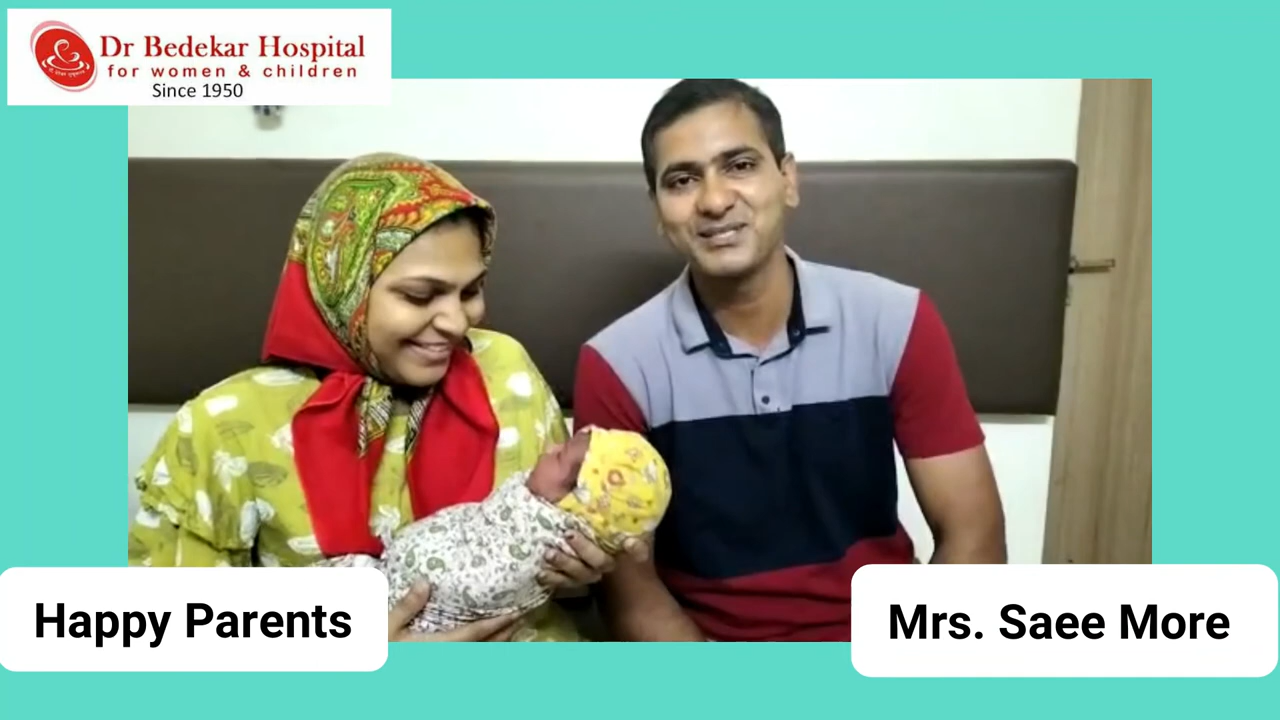 Dr Bedekar Hospital
for women & children
Since 1950
Happy Parents
Mrs. Saee More